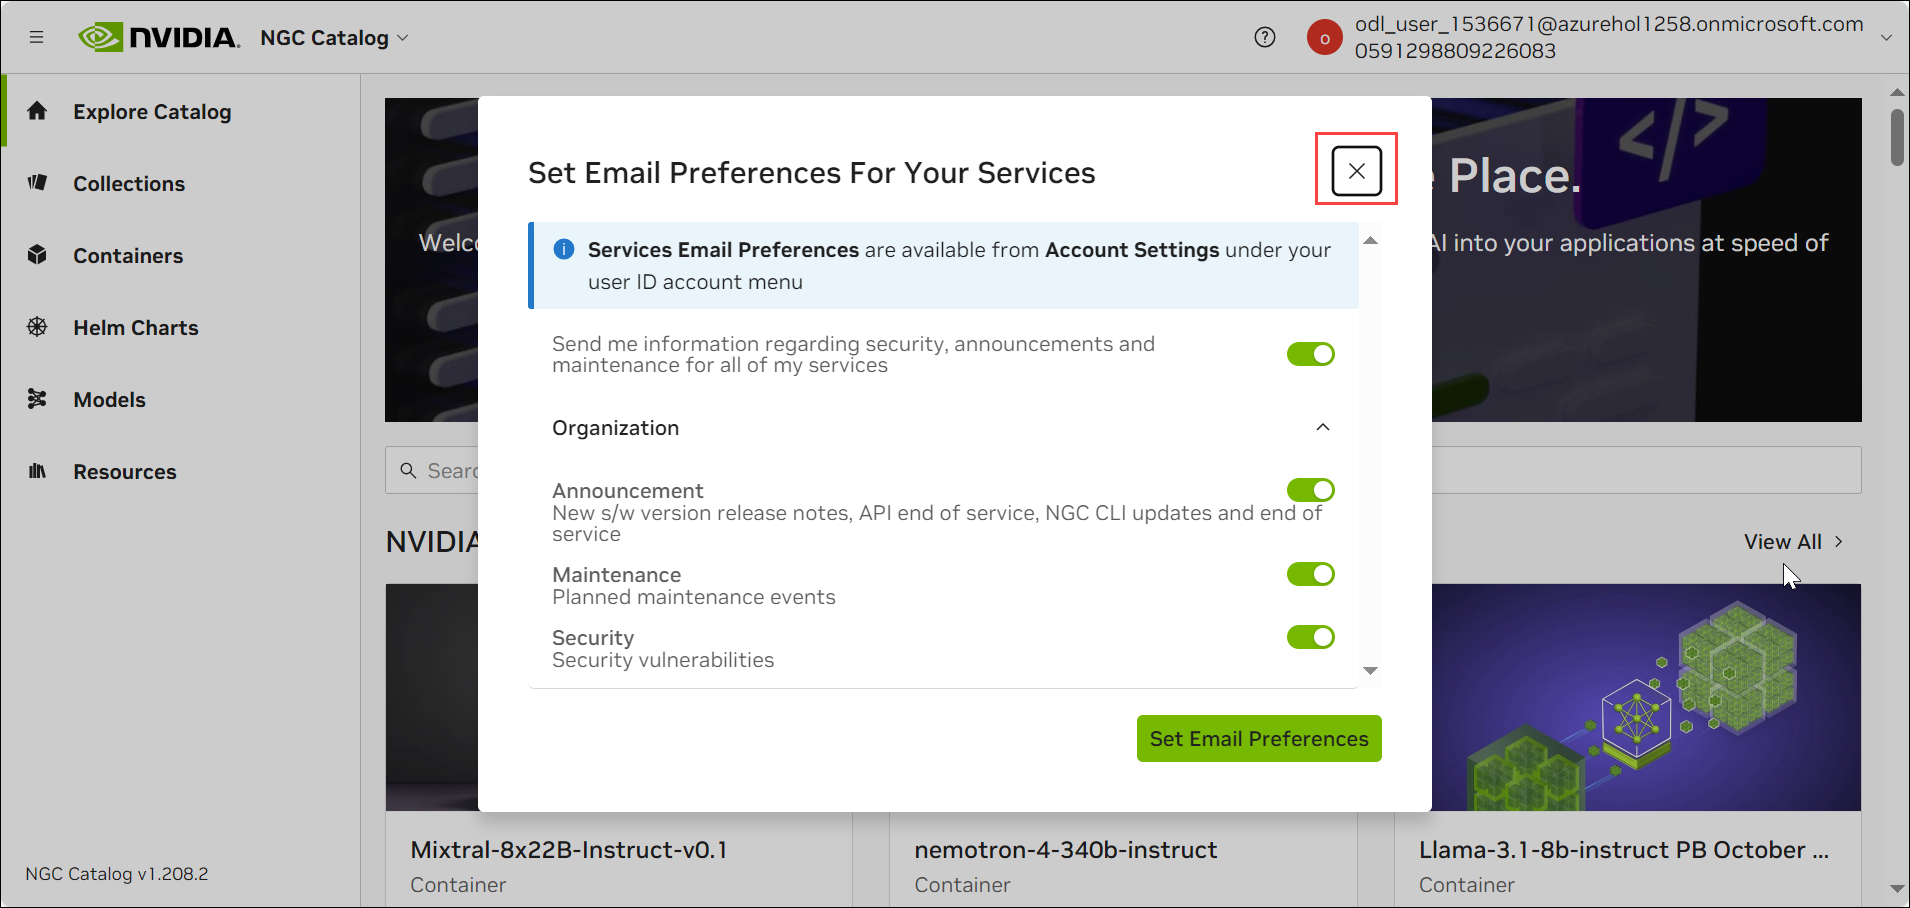 NVIDIA.
NGC Catalog
?
o
odl_user_1536671@azurehol1258.onmicrosoft.com
0591298809226083
Explore Catalog
Collections
Containers
Helm Charts
Models
Resources
NGC Catalog v1.208.2
Place.
Welc
AI into your applications at speed of
Set Email Preferences For Your Services
Services Email Preferences are available from Account Settings under your
user ID account menu
Send me information regarding security, announcements and
maintenance for all of my services
Organization
Announcement
New s/w version release notes, API end of service, NGC CLI updates and end of
service
Maintenance
Planned maintenance events
Security
Security vulnerabilities
Set Email Preferences
Searc
NVIDIA
View All
Mixtral-8x22B-Instruct-v0.1
Container
nemotron-4-340b-instruct
Container
Llama-3.1-8b-instruct PB October ...
Container